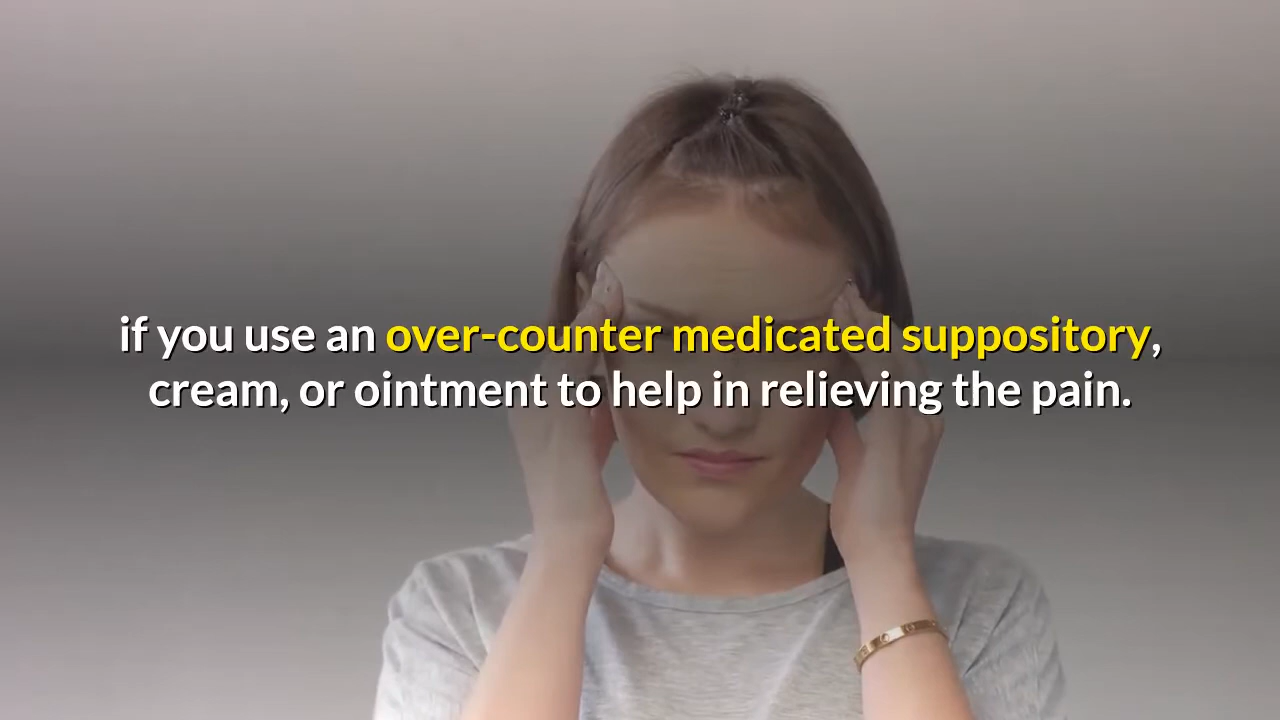 if you use an over-counter medicated suppository,
cream, or ointment to help in relieving the pain.